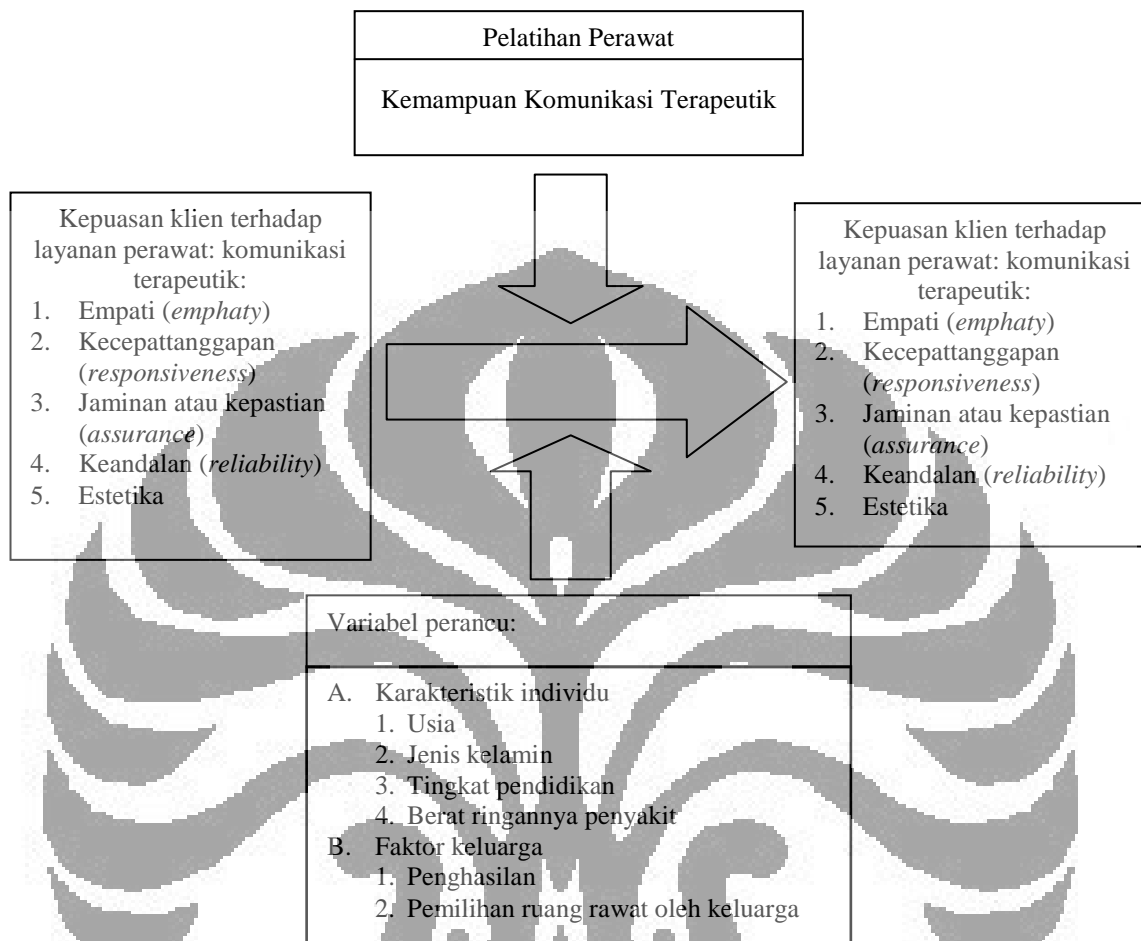 Pelatihan Perawat
Kemampuan Komunikasi Terapeutik
Kepuasan klien terhadap
layanan perawat: komunikasi
terapeutik:
1. Empati (emphaty)
2. Kecepattanggapan
(responsiveness)
3. Jaminan atau kepastian
(assurance)
4. Keandalan (reliability)
5. Estetika
Kepuasan klien terhadap
layanan perawat: komunikasi
terapeutik:
1. Empati (emphaty)
2. Kecepattanggapan
(responsiveness)
3. Jaminan atau kepastian
(assurance)
4. Keandalan (reliability)
5. Estetika
Variabel perancu:
A. Karakteristik individu
1. Usia
2. Jenis kelamin
3. Tingkat pendidikan
4. Berat ringannya penyakit
B. Faktor keluarga
1. Penghasilan
2. Pemilihan ruang rawat oleh keluarga